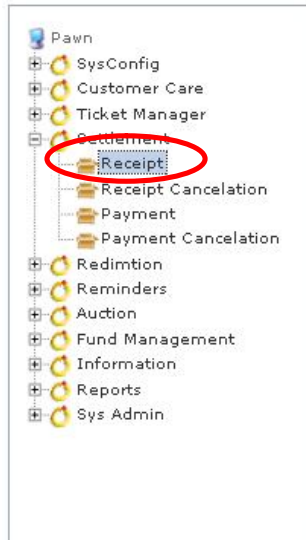 Pawn
SysConfig
Customer Care
Ticket Manager
Settlement
Receipt
Receipt Cancelation
Payment
Payment Cancelation
Redimtion
Reminders
Auction
Fund Management
Information
Reports
Sys Admin